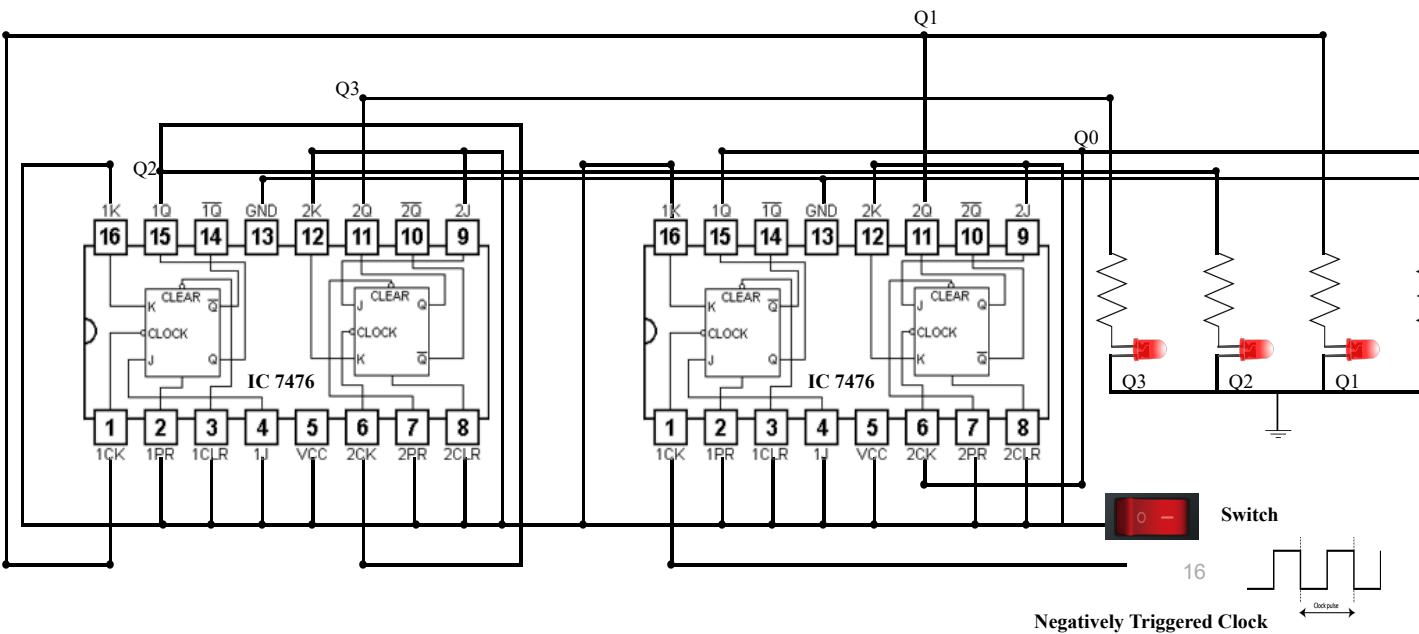 Q1
Q3
Q0
Q2
1K 1Q 1Q GND 2K 2Q 2Q 2J
1K 1Q 1Q GND 2K 2Q 2Q 2J
16 15 14 13 12 11 10 9
16 15 14 13 12 11 10 9
CLEAR
K Q
CLOCK
J Q
CLEAR
J Q
CLOCK
K Q
CLEAR
K Q
CLOCK
J Q
CLEAR
J Q
CLOCK
K Q
IC 7476
IC 7476
Q3 Q2 Q1
1 2 3 4 5 6 7 8
1 2 3 4 5 6 7 8
1CK 1PR 1CLR 1J VCC 2CK 2PR 2CLR
1CK 1PR 1CLR 1J VCC 2CK 2PR 2CLR
0 –
Switch
16
Clock pulse
Negatively Triggered Clock